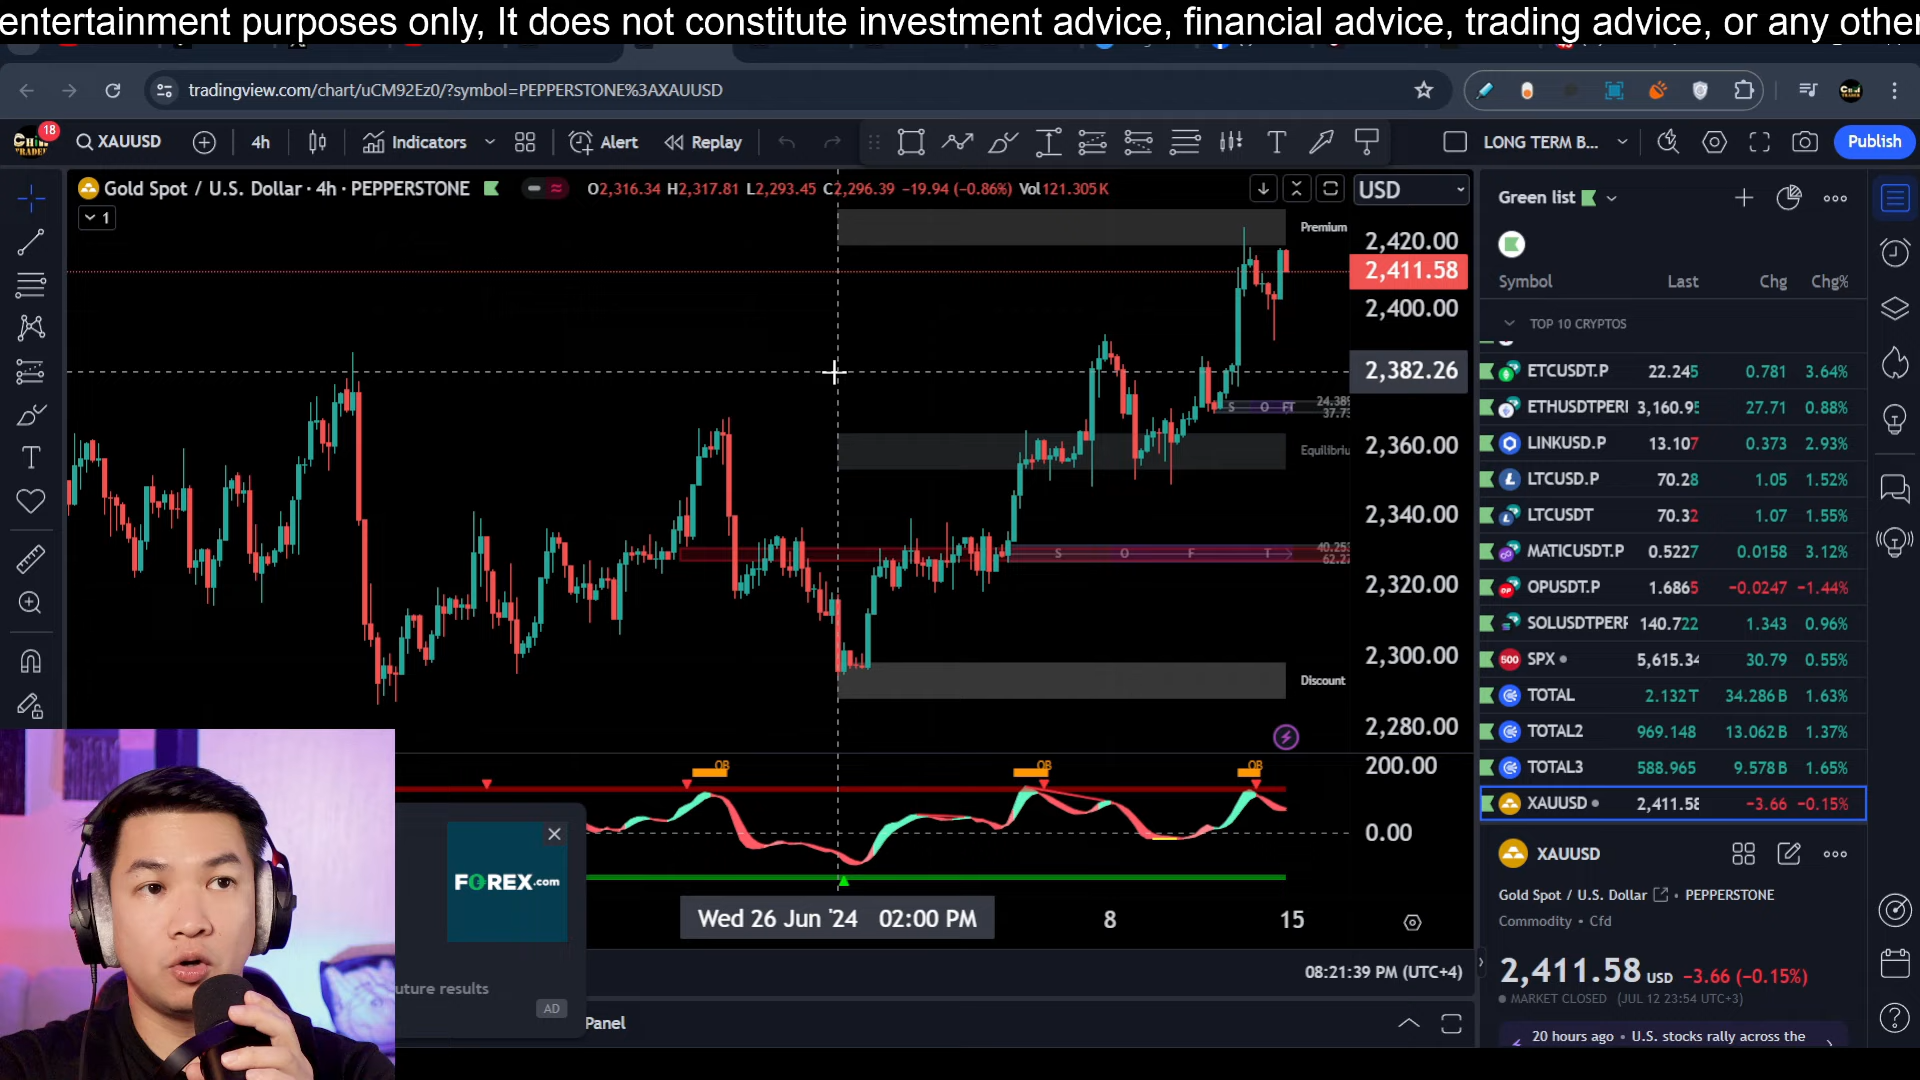 entertainment purposes only, It does not constitute investment advice, financial advice, trading advice, or any other
tradingview.com/chart/uCM92Ez0/?symbol=PEPPERSTONE%3AXAUUSD
18
XAUUSD
4h
Indicators
Alert
Replay
LONG TERM B...
Publish
Gold Spot / U.S. Dollar · 4h · PEPPERSTONE
O2,316.34 H2,317.81 L2,293.45 C2,296.39 −19.94 (−0.86%) Vol121.305K
USD
1
Premium
2,420.00
2,411.58
2,400.00
2,382.26
S O FT
2,360.00
2,340.00
S O F T
2,320.00
2,300.00
Discount
2,280.00
OB
OB
OB
200.00
0.00
Wed 26 Jun '24 02:00 PM
8
15
08:21:39 PM (UTC+4)
FOREX.com
uture results
AD
Panel
Green list
Symbol Last Chg Chg%
TOP 10 CRYPTOS
ETCUSDT.P 22.245 0.781 3.64%
ETHUSDTPERI 3,160.95 27.71 0.88%
LINKUSD.P 13.107 0.373 2.93%
LTCUSD.P 70.28 1.05 1.52%
LTCUSDT 70.32 1.07 1.55%
MATICUSDT.P 0.5227 0.0158 3.12%
OPUSDT.P 1.6865 −0.0247 −1.44%
SOLUSDTPERF 140.722 1.343 0.96%
500 SPX 5,615.34 30.79 0.55%
TOTAL 2.132T 34.286B 1.63%
TOTAL2 969.148 13.062B 1.37%
TOTAL3 588.965 9.578B 1.65%
XAUUSD 2,411.58 −3.66 −0.15%
XAUUSD
Gold Spot / U.S. Dollar · PEPPERSTONE
Commodity • Cfd
2,411.58 USD −3.66 (−0.15%)
MARKET CLOSED (JUL 12 23:54 UTC+3)
20 hours ago • U.S. stocks rally across the